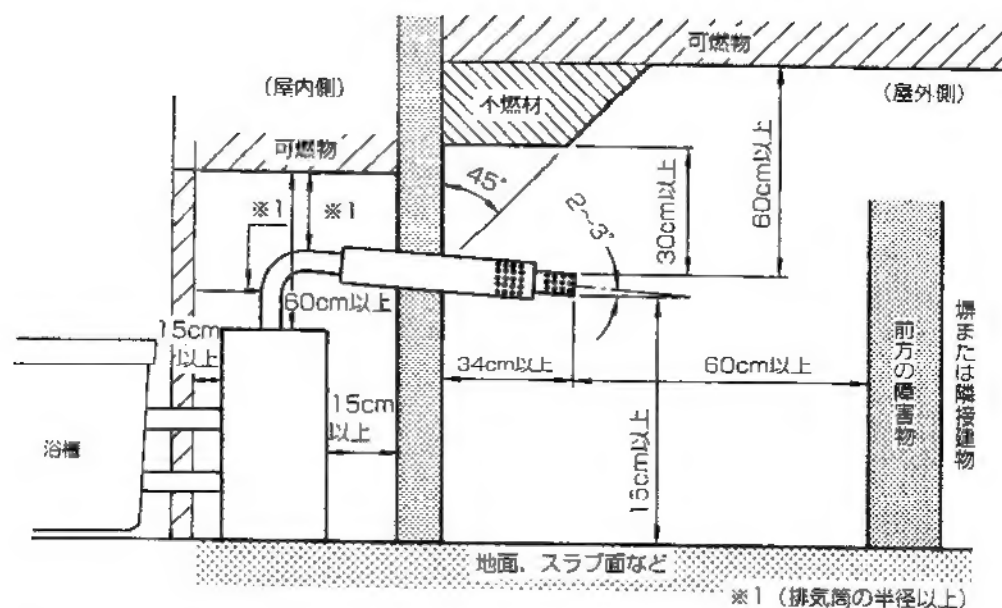 可燃物
(屋内側)
(屋外側)
不燃材
可燃物
60cm以上
45°
30cm以上
※1
※1
2~3°
60cm以上
15cm
以上
34cm以上
60cm以上
15cm
以上
15cm以上
浴槽
前方の障害物
塀または隣接建物
地面、スラブ面など
※1(排気筒の半径以上)